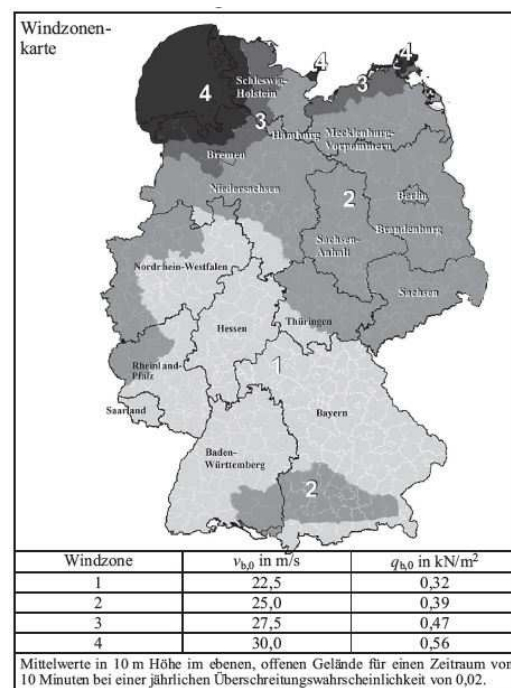 Windzonen-
karte
4
4
3
Schleswig-
Holstein
3
Hamburg
Mecklenburg-
Vorpommern
Bremen
Niedersachsen
2
Berlin
Brandenburg
Sachsen-
Anhalt
Nordrhein-Westfalen
Sachsen
Thüringen
Hessen
Rheinland-
Pfalz
1
Saarland
Bayern
Baden-
Württemberg
2
Windzone vb,0 in m/s qb,0 in kN/m²
1 22,5 0,32
2 25,0 0,39
3 27,5 0,47
4 30,0 0,56
Mittelwerte in 10 m Höhe im ebenen, offenen Gelände für einen Zeitraum von
10 Minuten bei einer jährlichen Überschreitungswahrscheinlichkeit von 0,02.